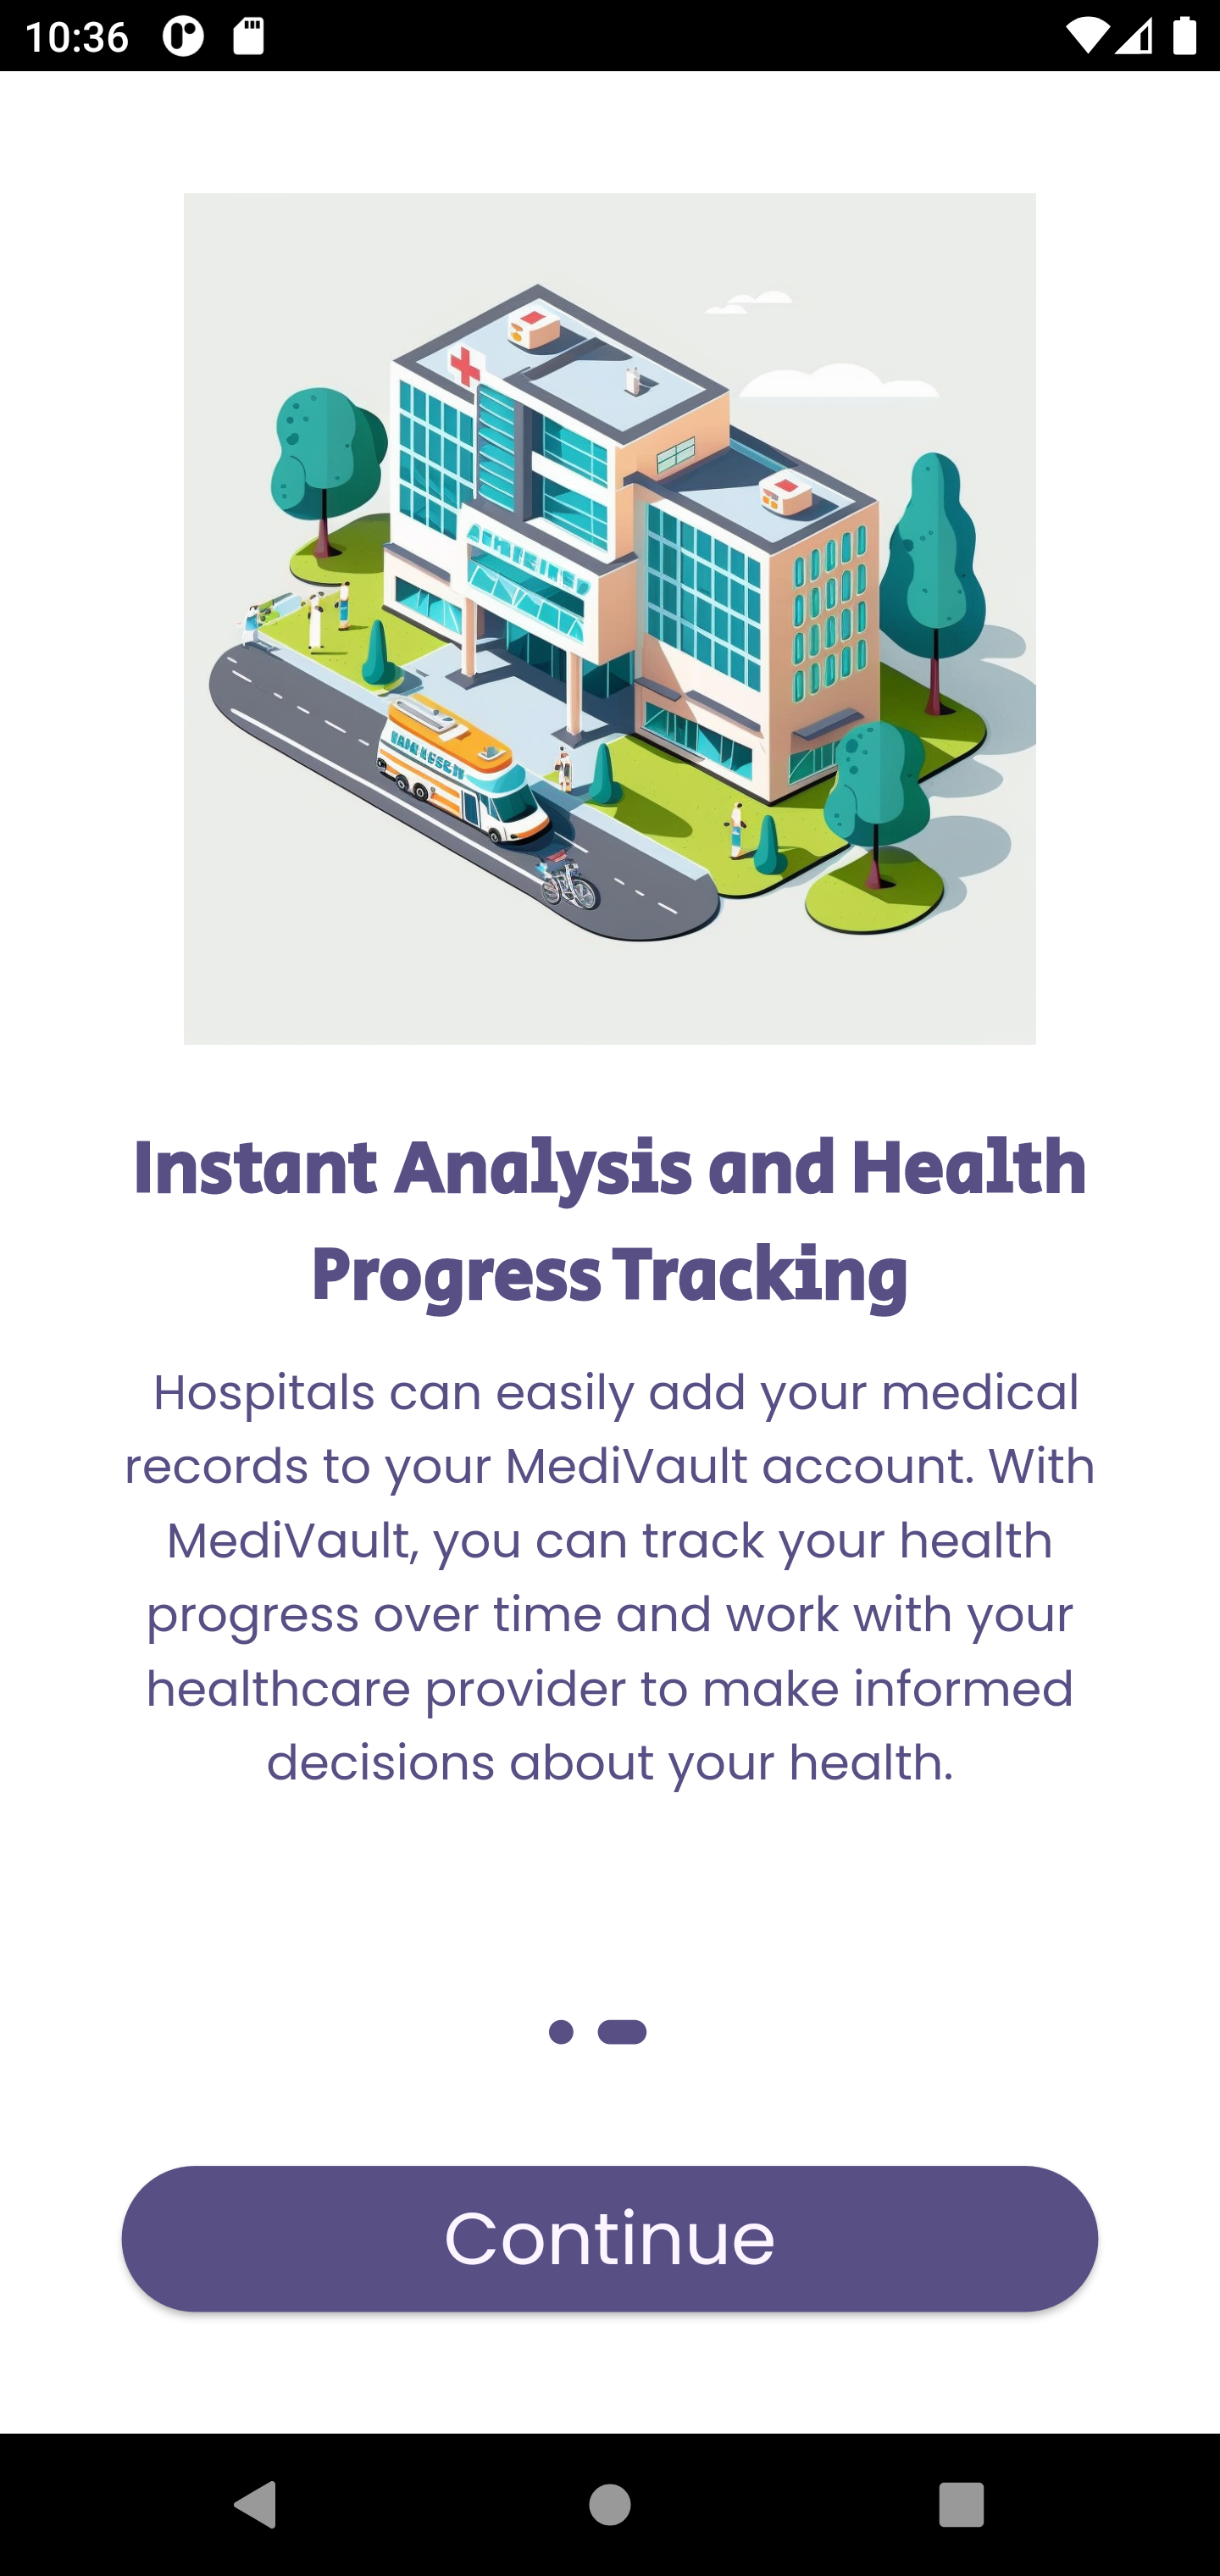 10:36
Instant Analysis and Health
Progress Tracking
Hospitals can easily add your medical
records to your MediVault account. With
MediVault, you can track your health
progress over time and work with your
healthcare provider to make informed
decisions about your health.
Continue